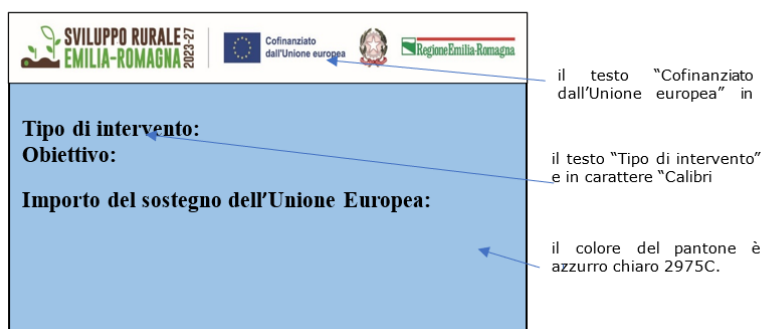 SVILUPPO RURALE
EMILIA-ROMAGNA
2023-27
Cofinanziato
dall'Unione europea
RegioneEmilia-Romagna
il testo "Cofinanziato
dall'Unione europea" in
Tipo di intervento:
Obiettivo:
il testo "Tipo di intervento"
e in carattere "Calibri
Importo del sostegno dell'Unione Europea:
il colore del pantone è
azzurro chiaro 2975C.